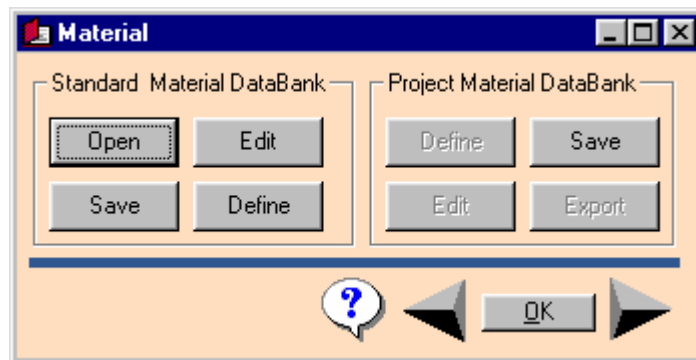 Material
Standard Material DataBank
Open Edit
Save Define
Project Material DataBank
Define Save
Edit Export
? OK